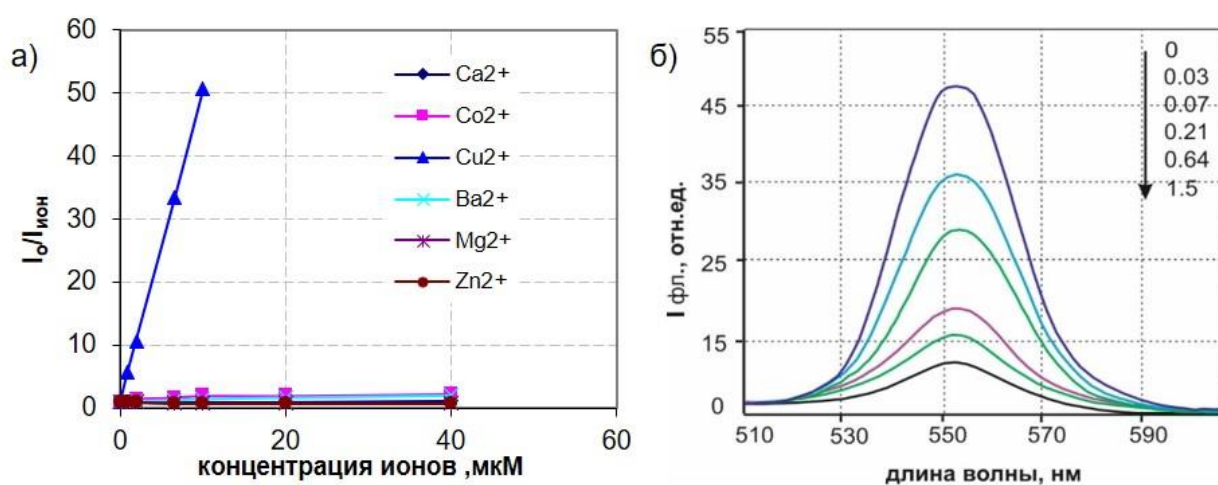 а)
60
50
40
30
20
10
0
0 20 40 60
I₀/Iион
концентрация ионов ,мкМ
Ca2+
Co2+
Cu2+
Ba2+
Mg2+
Zn2+
б)
55
45
35
25
15
0
510 530 550 570 590
I фл., отн.ед.
длина волны, нм
0
0.03
0.07
0.21
0.64
1.5